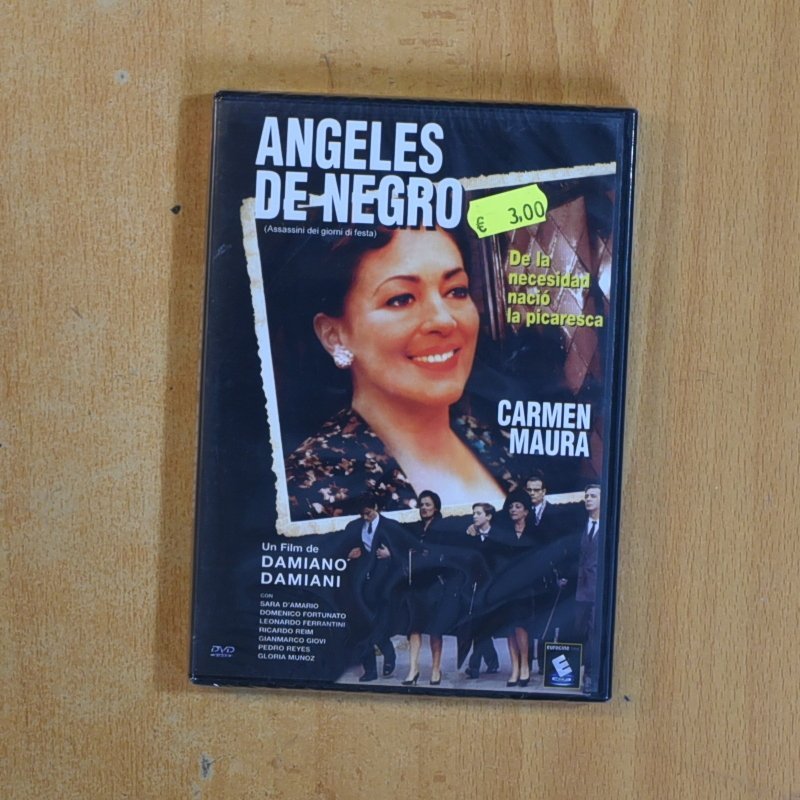 ANGELES
DE NEGRO
(Assassini dei giorni di festa)
€ 3,00
De la
necesidad
nació
la picaresca
CARMEN
MAURA
Un Film de
DAMIANO
DAMIANI
CON
SARA D'AMARIO
DOMENICO FORTUNATO
LEONARDO FERRANTINI
RICARDO REIM
GIANMARCO GIOVI
PEDRO REYES
GLORIA MUNOZ
DVD
eurocine
E